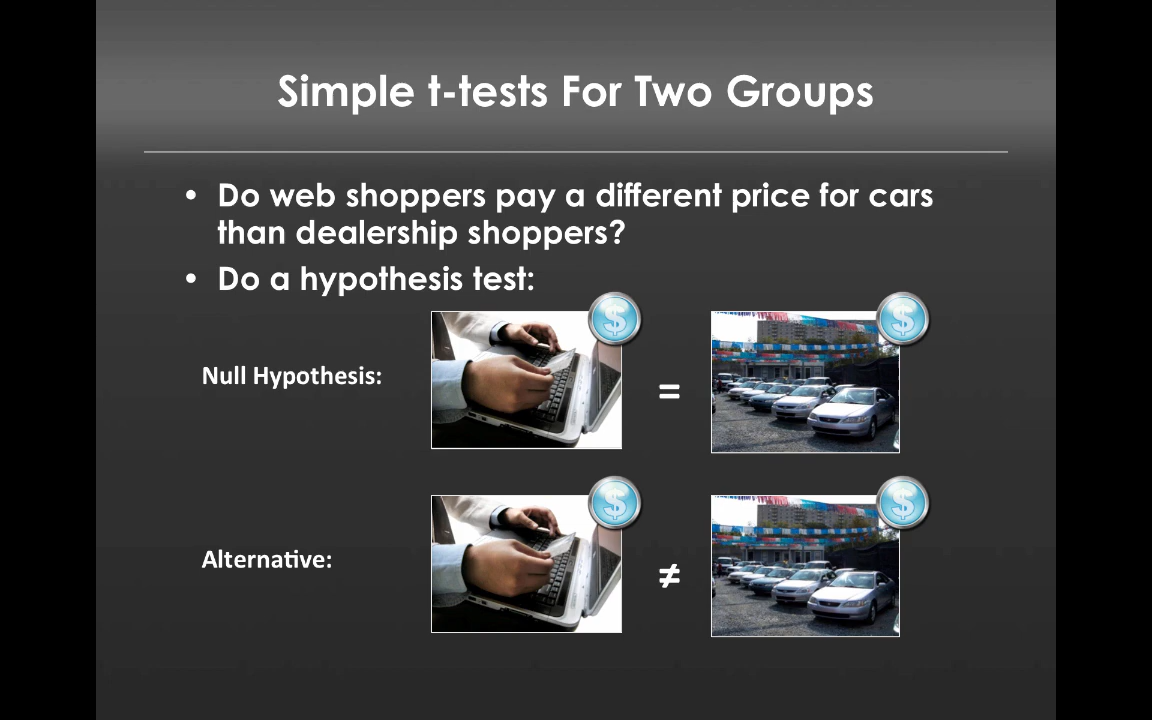 Simple t-tests For Two Groups
• Do web shoppers pay a different price for cars
than dealership shoppers?
• Do a hypothesis test:
$ $
Null Hypothesis:
=
$ $
Alternative:
≠